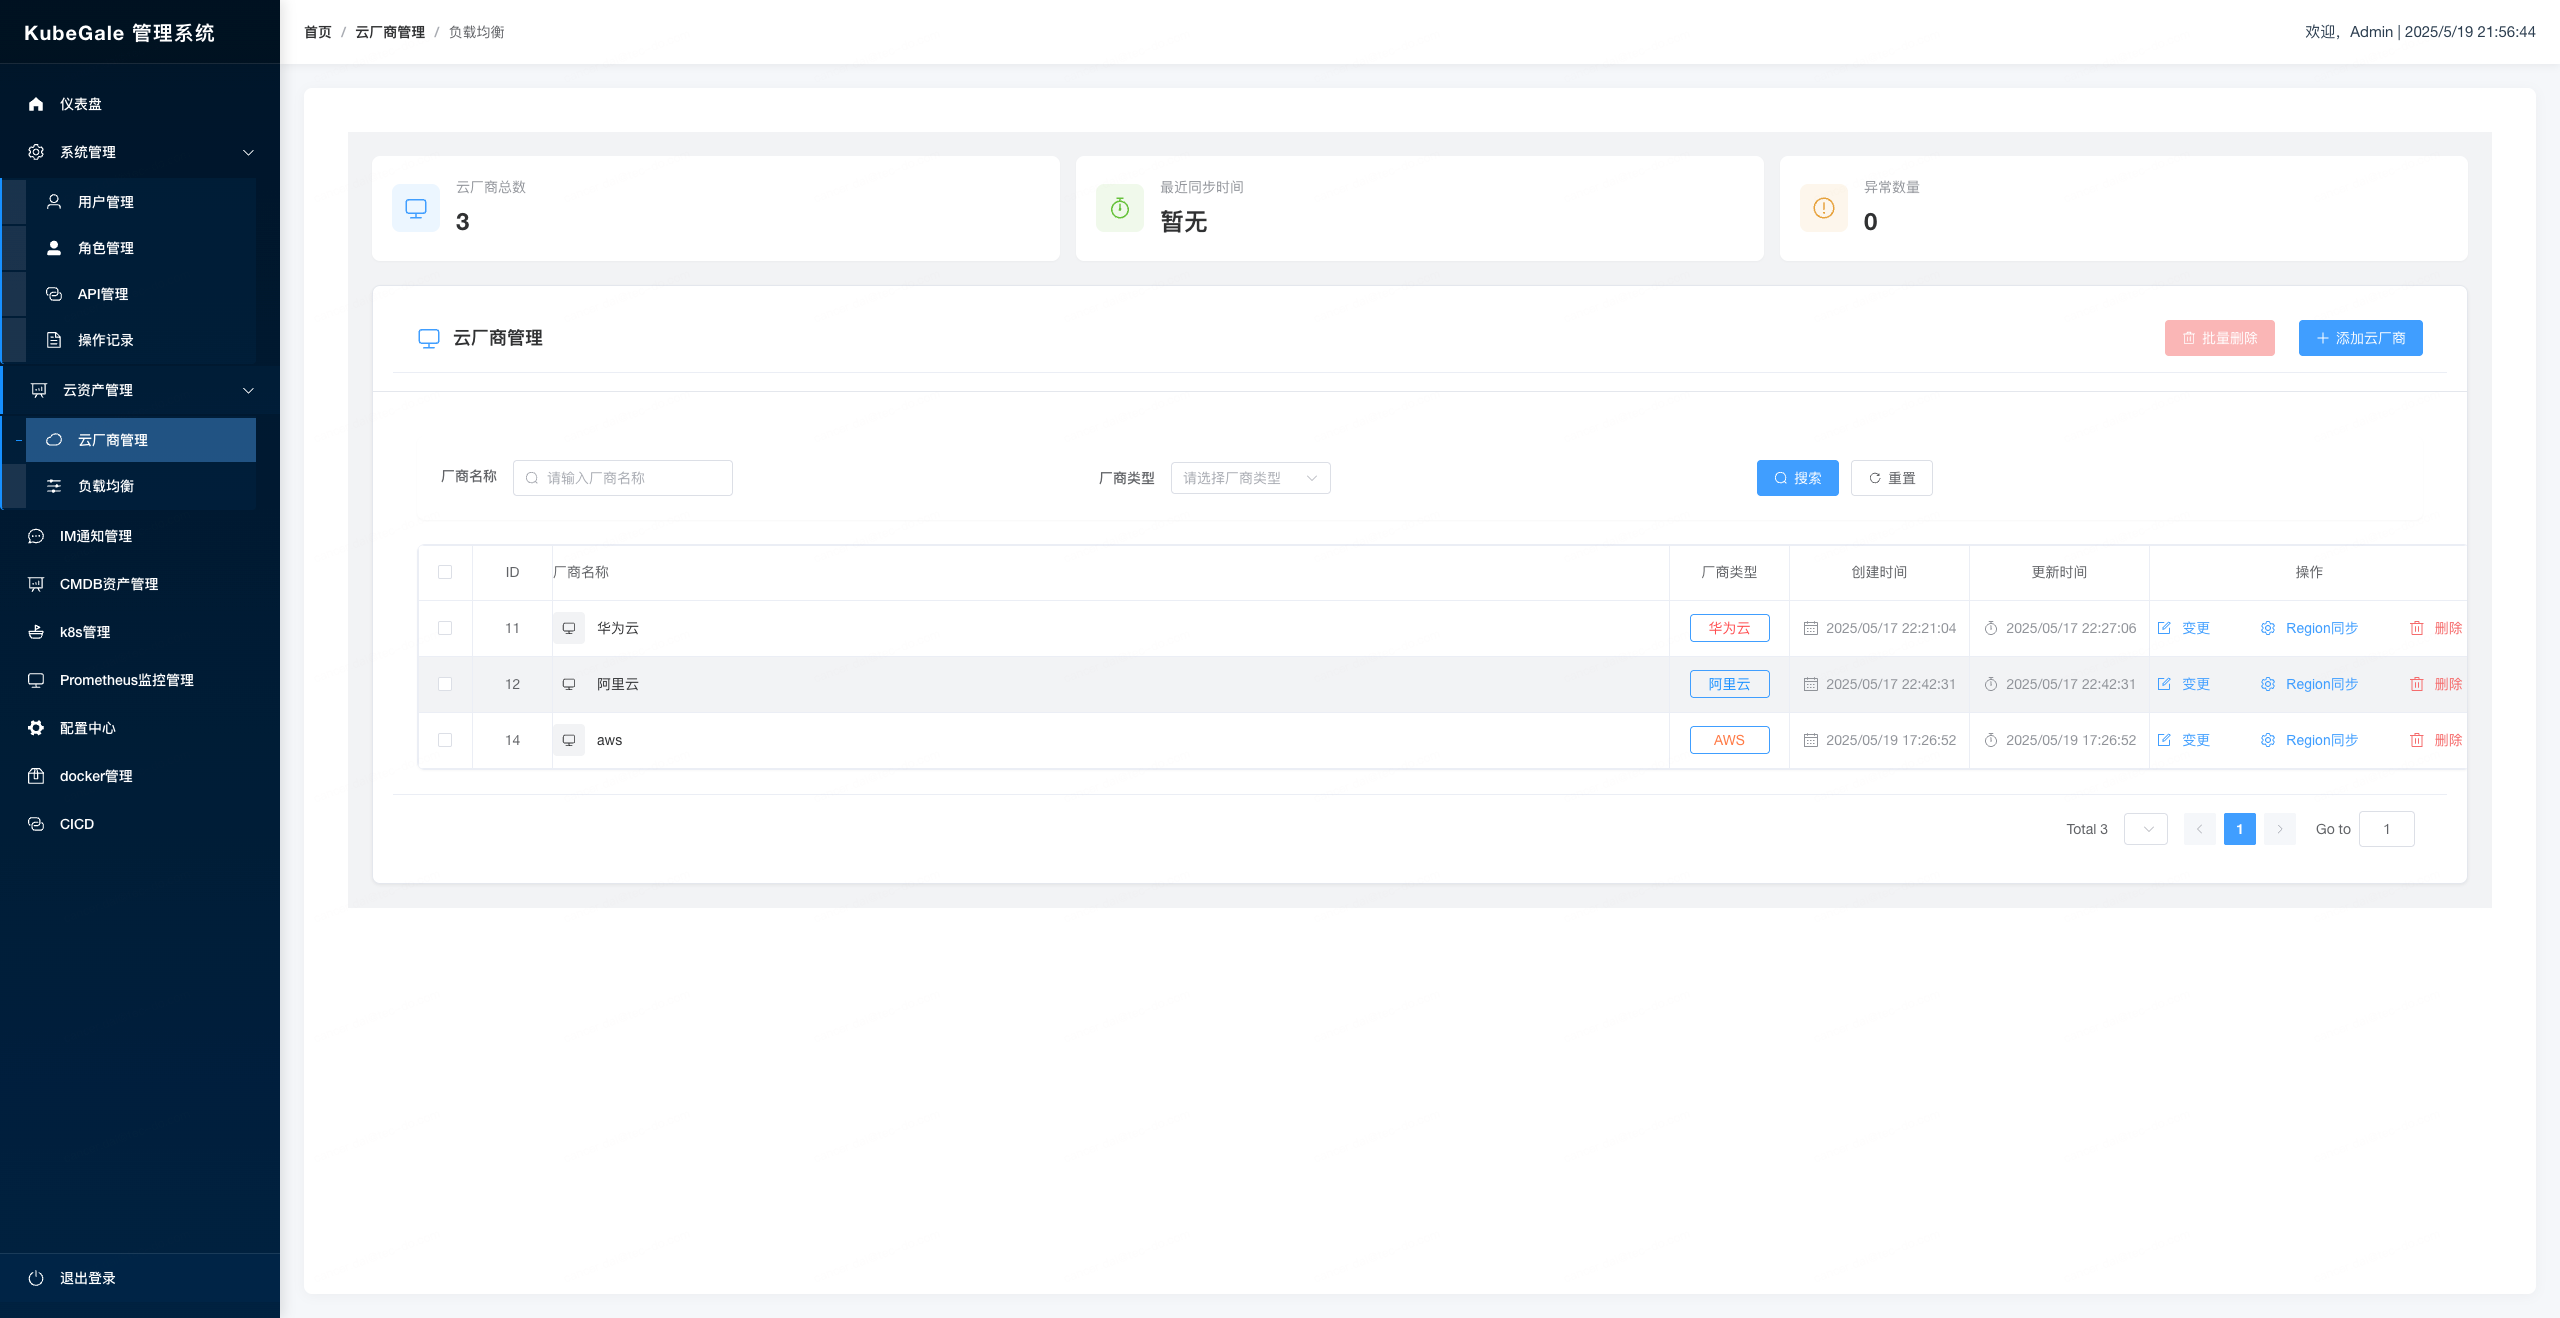 KubeGale 管理系统
仪表盘
系统管理
用户管理
角色管理
API管理
操作记录
云资产管理
云厂商管理
负载均衡
IM通知管理
CMDB资产管理
k8s管理
Prometheus监控管理
配置中心
docker管理
CICD
退出登录
首页 / 云厂商管理 / 负载均衡
欢迎，Admin | 2025/5/19 21:56:44
云厂商总数
3
最近同步时间
暂无
异常数量
0
云厂商管理
批量删除
添加云厂商
厂商名称 请输入厂商名称
厂商类型 请选择厂商类型
搜索
重置
ID 厂商名称 厂商类型 创建时间 更新时间 操作
11 华为云 华为云 2025/05/17 22:21:04 2025/05/17 22:27:06 变更 Region同步 删除
12 阿里云 阿里云 2025/05/17 22:42:31 2025/05/17 22:42:31 变更 Region同步 删除
14 aws AWS 2025/05/19 17:26:52 2025/05/19 17:26:52 变更 Region同步 删除
Total 3 1 Go to 1